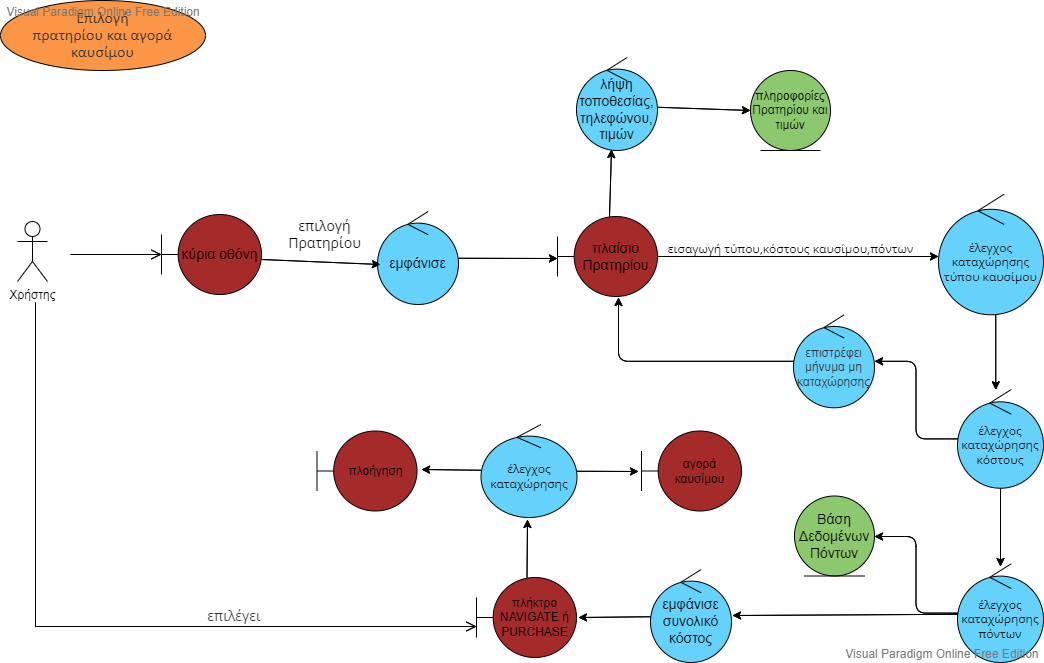 Visual Paradigm Online Free Edition
Επιλογή
πρατηρίου και αγορά
καυσίμου
λήψη
τοποθεσίας,
τηλεφώνου,
τιμών
πληροφορίες
Πρατηρίου και
τιμών
Χρήστης
κύρια οθόνη
επιλογή
Πρατηρίου
εμφάνισε
πλαίσιο
Πρατηρίου
εισαγωγή τύπου,κόστους καυσίμου,πόντων
έλεγχος
καταχώρησης
τύπου καυσίμου
επιστρέφει
μήνυμα μη
καταχώρησης
έλεγχος
καταχώρησης
κόστους
πλοήγηση
έλεγχος
καταχώρησης
αγορά
καυσίμου
Βάση
Δεδομένων
Πόντων
επιλέγει
πλήκτρο
NAVIGATE ή
PURCHASE
εμφάνισε
συνολικό
κόστος
έλεγχος
καταχώρησης
πόντων
Visual Paradigm Online Free Edition